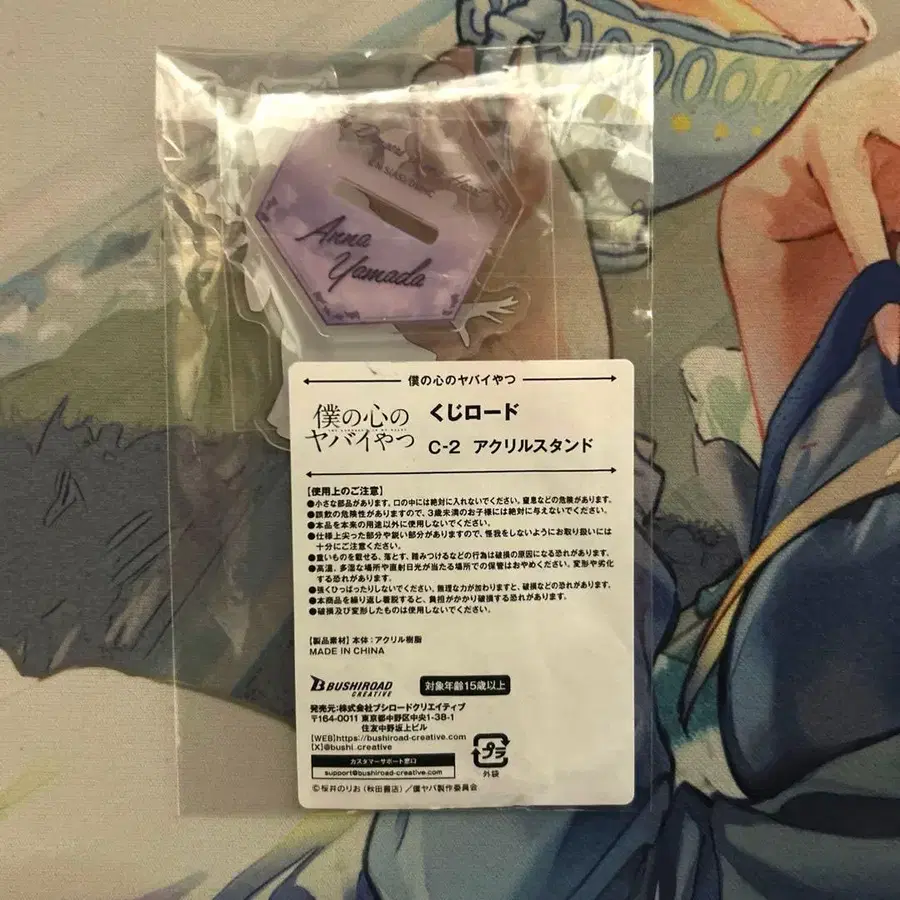 Anna
Yamada
僕の心のヤバイやつ
僕の心の
ヤバイやつ
くじロード
C-2 アクリルスタンド
【使用上のご注意】
●小さな部品があります。口の中には絶対に入れないでください。窒息などの危険があります。
●誤飲の危険性がありますので、3歳未満のお子様には絶対に与えないでください。
●本品を本来の用途以外に使用しないでください。
●仕様上尖った部分や鋭い部分がありますので、怪我をしないようにお取り扱いには
十分にご注意ください。
●重いものを載せる、落とす、踏みつけるなどの行為は破損の原因になる恐れがあります。
●高温、多湿な場所や直射日光が当たる場所での保管はおやめください。変形や劣化
する恐れがあります。
●強くひっぱったりしないでください。無理な力が加わりますと、破損などの恐れがあります。
●本商品を繰り返し着脱すると、負担がかかり破損する恐れがあります。
●破損及び変形したものは使用しないでください。
【製品素材】本体:アクリル樹脂
MADE IN CHINA
BUSHIROAD
CREATIVE
対象年齢15歳以上
発売元:株式会社ブシロードクリエイティブ
〒164-0011 東京都中野区中央1-38-1
住友中野坂上ビル
【WEB】https://bushiroad-creative.com
【X】@bushi_creative
カスタマーサポート窓口
support@bushiroad-creative.com
プラ
外袋
©桜井のりお(秋田書店)/僕ヤバ製作委員会